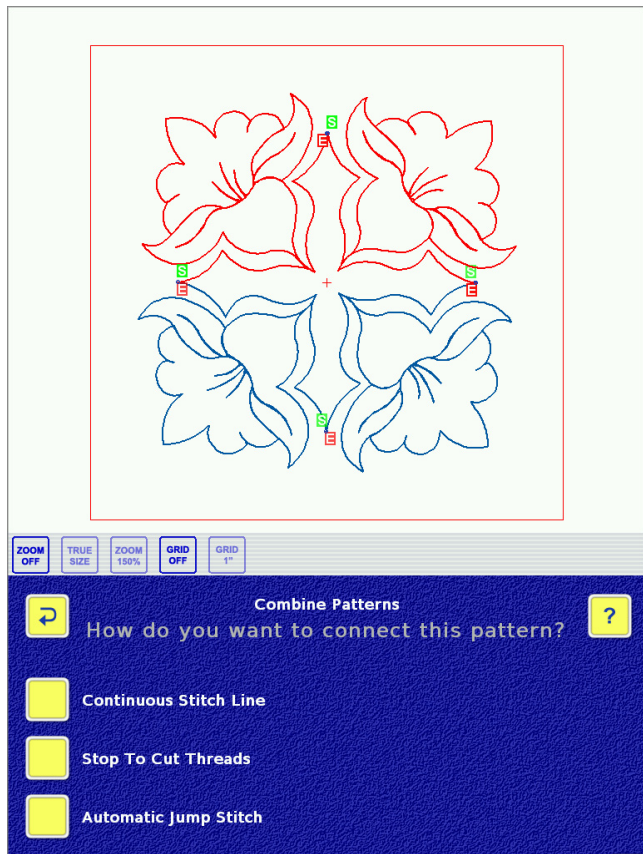 S
E
S
S
E
E
S
E
ZOOM OFF
TRUE SIZE
ZOOM 150%
GRID OFF
GRID 1"
Combine Patterns
?
How do you want to connect this pattern?
Continuous Stitch Line
Stop To Cut Threads
Automatic Jump Stitch